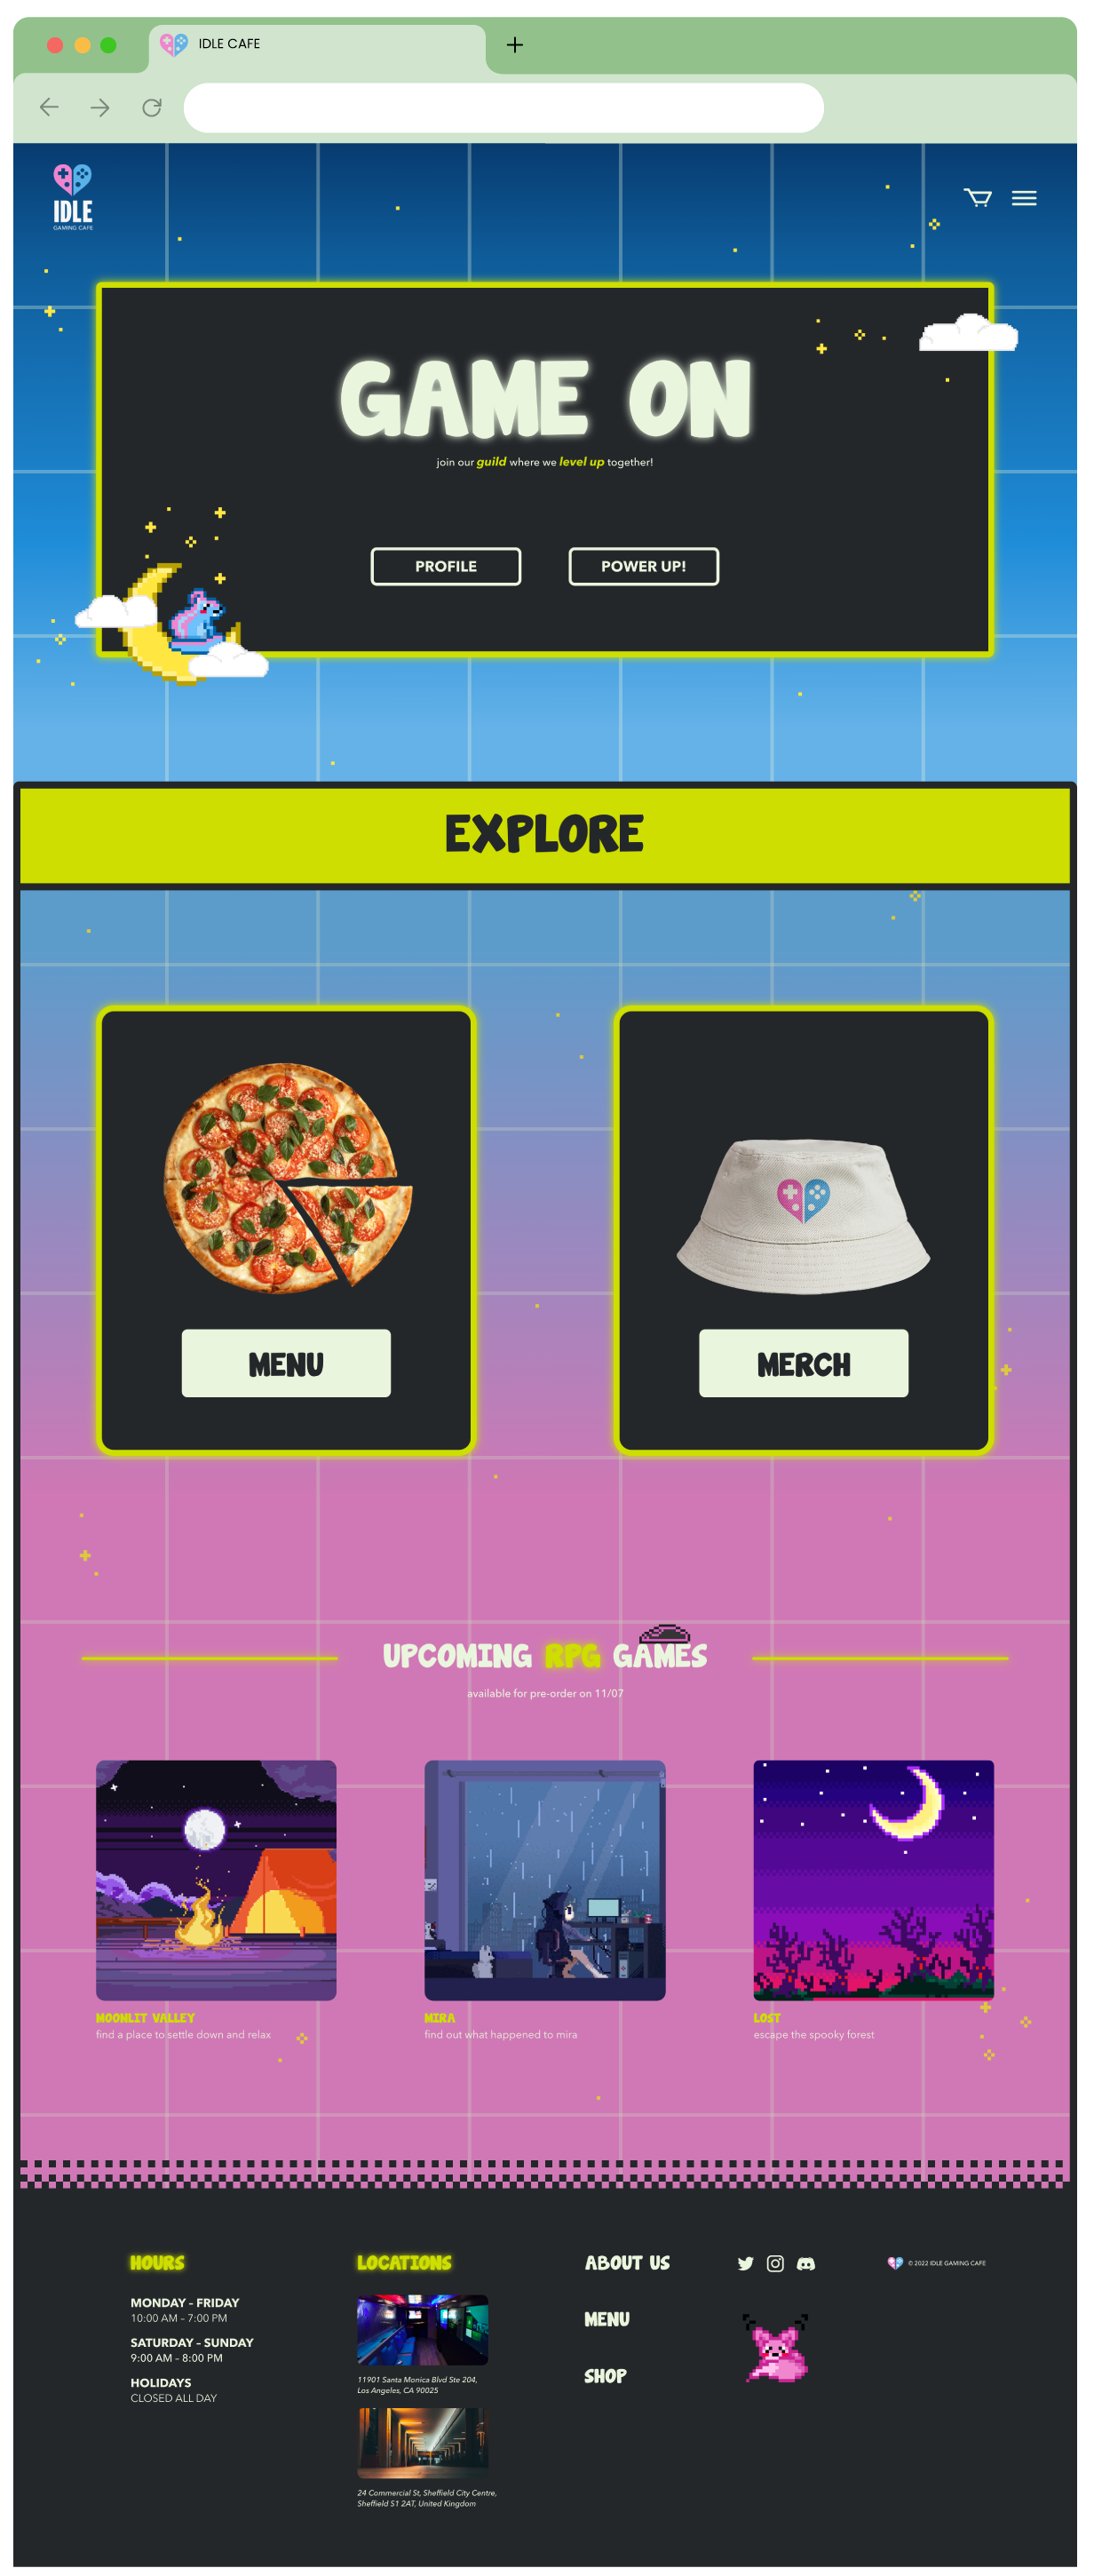 IDLE CAFE
IDLE
GAMING CAFE
GAME ON
join our guild where we level up together!
PROFILE
POWER UP!
EXPLORE
MENU
MERCH
UPCOMING RPG GAMES
available for pre-order on 11/07
MOONLIT VALLEY
find a place to settle down and relax
MIRA
find out what happened to mira
LOST
escape the spooky forest
HOURS
MONDAY – FRIDAY
10:00 AM – 7:00 PM
SATURDAY – SUNDAY
9:00 AM – 8:00 PM
HOLIDAYS
CLOSED ALL DAY
LOCATIONS
11901 Santa Monica Blvd Ste 204,
Los Angeles, CA 90025
24 Commercial St, Sheffield City Centre,
Sheffield S1 2AT, United Kingdom
ABOUT US
MENU
SHOP
© 2022 IDLE GAMING CAFE